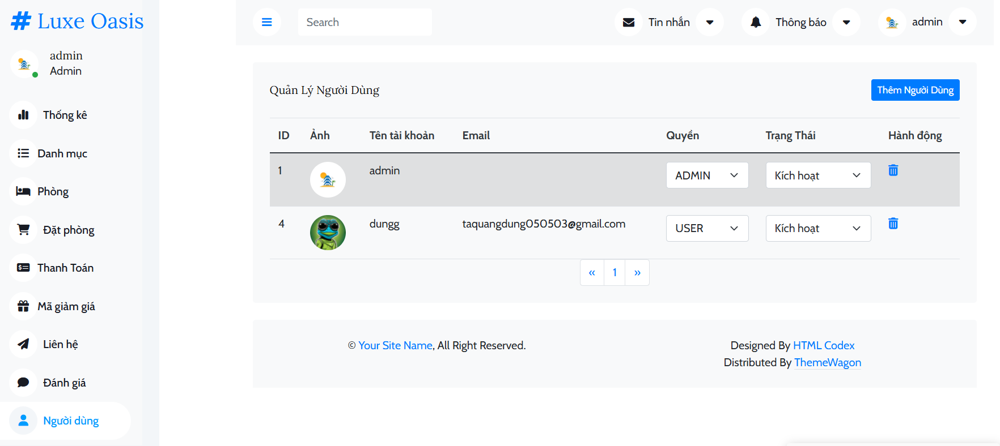 # Luxe Oasis
admin
Admin
Thống kê
Danh mục
Phòng
Đặt phòng
Thanh Toán
Mã giảm giá
Liên hệ
Đánh giá
Người dùng
Search
Tin nhắn
Thông báo
admin
Quản Lý Người Dùng
Thêm Người Dùng
ID Ảnh Tên tài khoản Email Quyền Trạng Thái Hành động
1 admin ADMIN Kích hoạt
4 dungg taquangdung050503@gmail.com USER Kích hoạt
« 1 »
© Your Site Name, All Right Reserved.
Designed By HTML Codex
Distributed By ThemeWagon